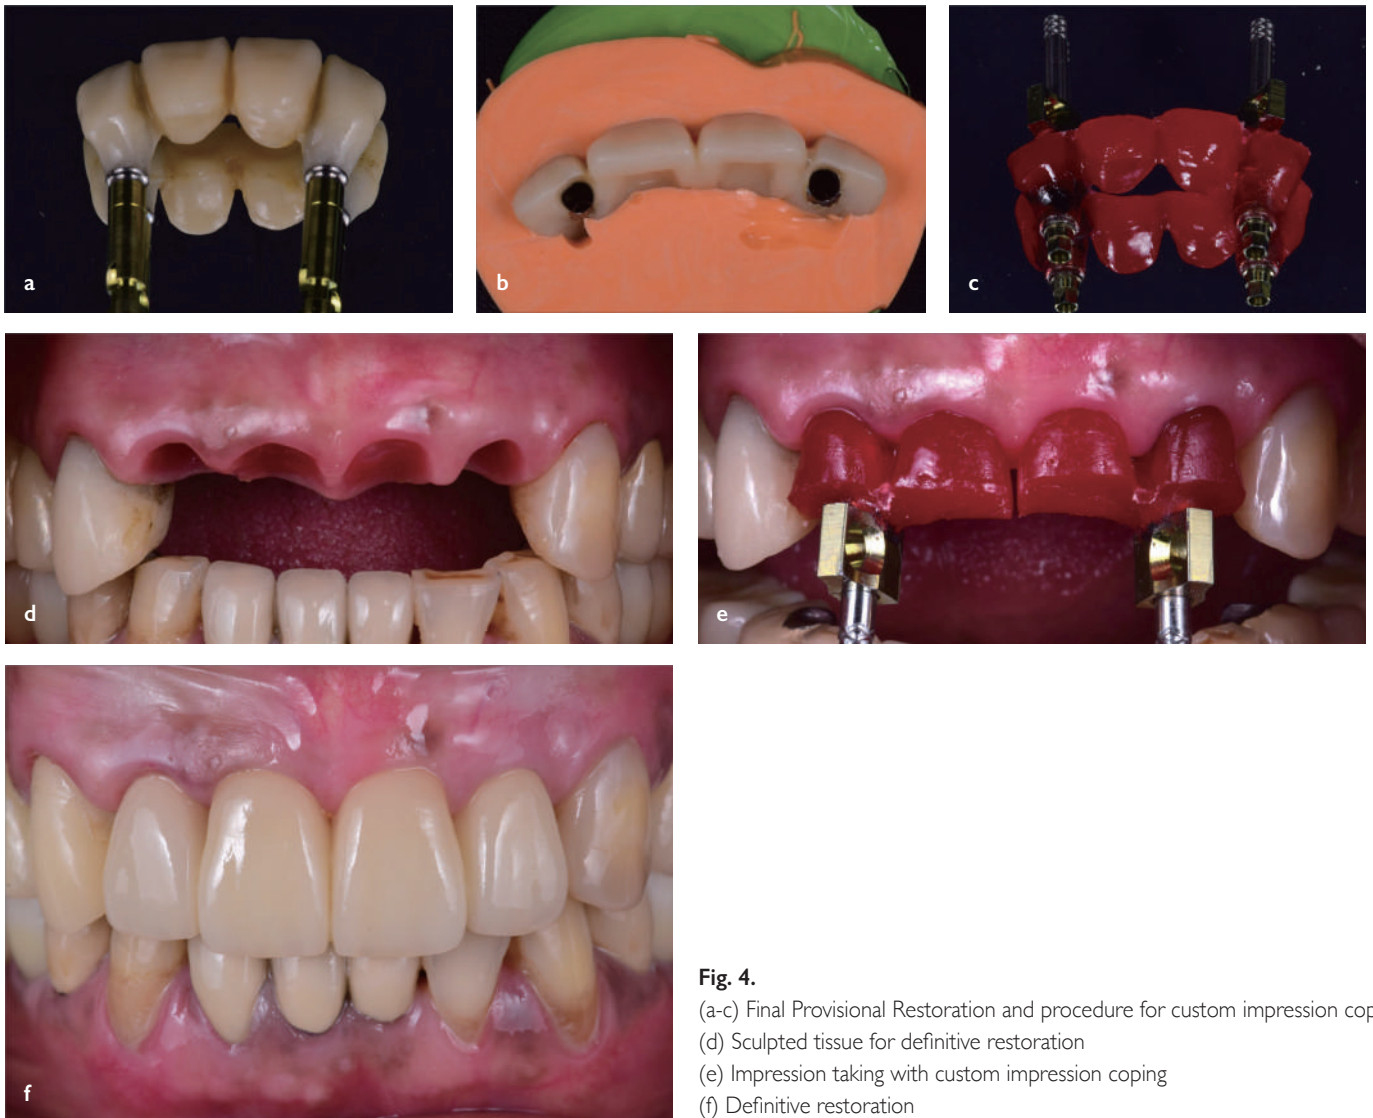 a
b
c
d
e
f
Fig. 4.
(a-c) Final Provisional Restoration and procedure for custom impression
(d) Sculpted tissue for definitive restoration
(e) Impression taking with custom impression coping
(f) Definitive restoration